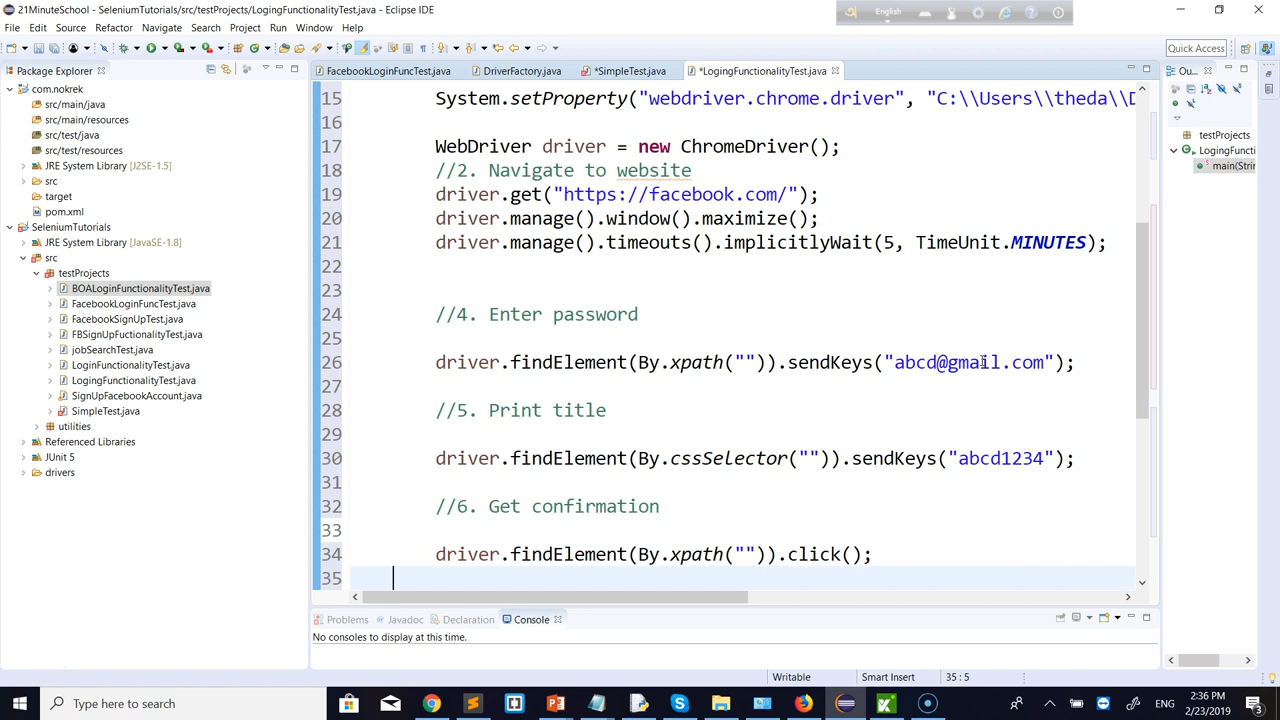 21MinuteSchool - SeleniumTutorials/src/testProjects/LogingFunctionalityTest.java - Eclipse IDE
English
File Edit Source Refactor Navigate Search Project Run Window Help
Quick Access
Package Explorer
FacebookLoginFuncTest.java DriverFactory.java *SimpleTest.java *LogingFunctionalityTest.java
Ou...
com.nokrek
src/main/java
src/main/resources
src/test/java
src/test/resources
JRE System Library [J2SE-1.5]
src
target
pom.xml
SeleniumTutorials
JRE System Library [JavaSE-1.8]
src
testProjects
BOALoginFunctionalityTest.java
FacebookLoginFuncTest.java
FacebookSignUpTest.java
FBSignUpFuctionalityTest.java
jobSearchTest.java
LoginFunctionalityTest.java
LogingFunctionalityTest.java
SignUpFacebookAccount.java
SimpleTest.java
utilities
Referenced Libraries
JUnit 5
drivers
15 System.setProperty("webdriver.chrome.driver", "C:\\Users\\theda\\D
16
17 WebDriver driver = new ChromeDriver();
18 //2. Navigate to website
19 driver.get("https://facebook.com/");
20 driver.manage().window().maximize();
21 driver.manage().timeouts().implicitlyWait(5, TimeUnit.MINUTES);
22
23
24 //4. Enter password
25
26 driver.findElement(By.xpath("")).sendKeys("abcd@gmail.com");
27
28 //5. Print title
29
30 driver.findElement(By.cssSelector("")).sendKeys("abcd1234");
31
32 //6. Get confirmation
33
34 driver.findElement(By.xpath("")).click();
35
testProjects
LogingFuncti
main(Strin
Problems Javadoc Declaration Console
No consoles to display at this time.
Writable Smart Insert 35 : 5
Type here to search
ENG
2:36 PM
2/23/2019
3